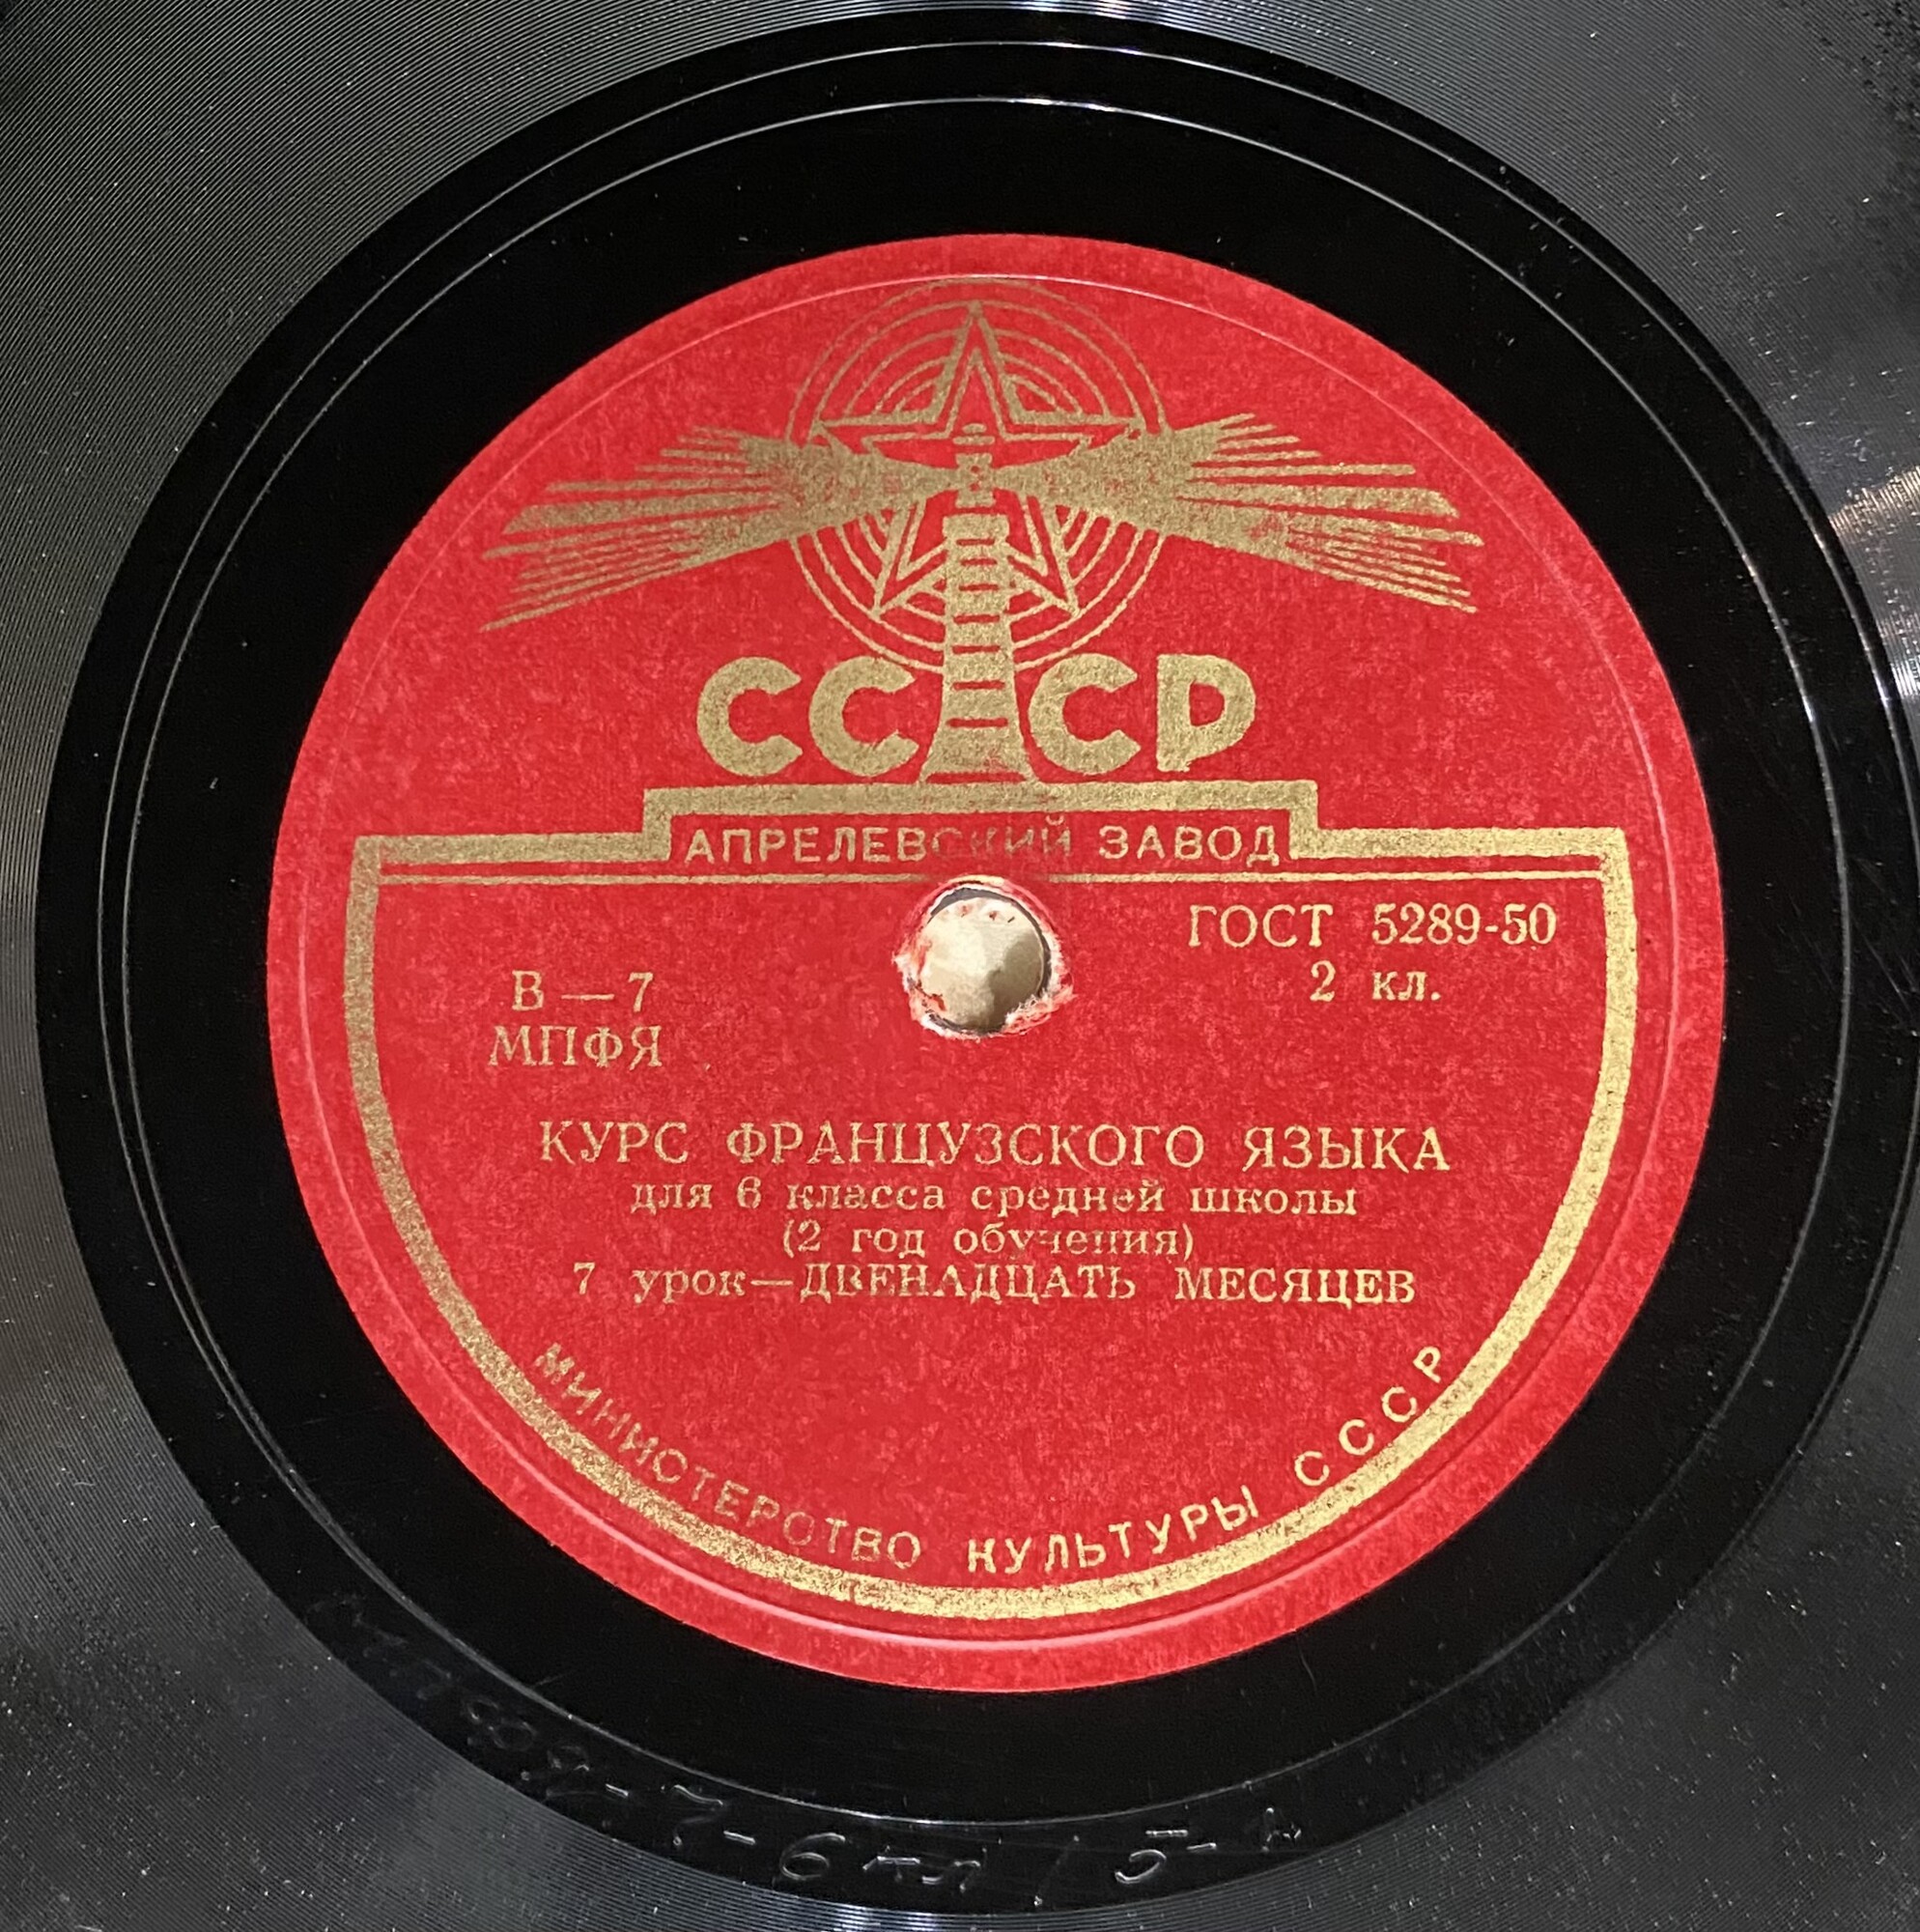 СССР
АПРЕЛЕВСКИЙ ЗАВОД
ГОСТ 5289-50
2 кл.
В — 7
МПФЯ
КУРС ФРАНЦУЗСКОГО ЯЗЫКА
для 6 класса средней школы
(2 год обучения)
7 урок—ДВЕНАДЦАТЬ МЕСЯЦЕВ
МИНИСТЕРСТВО КУЛЬТУРЫ СССР